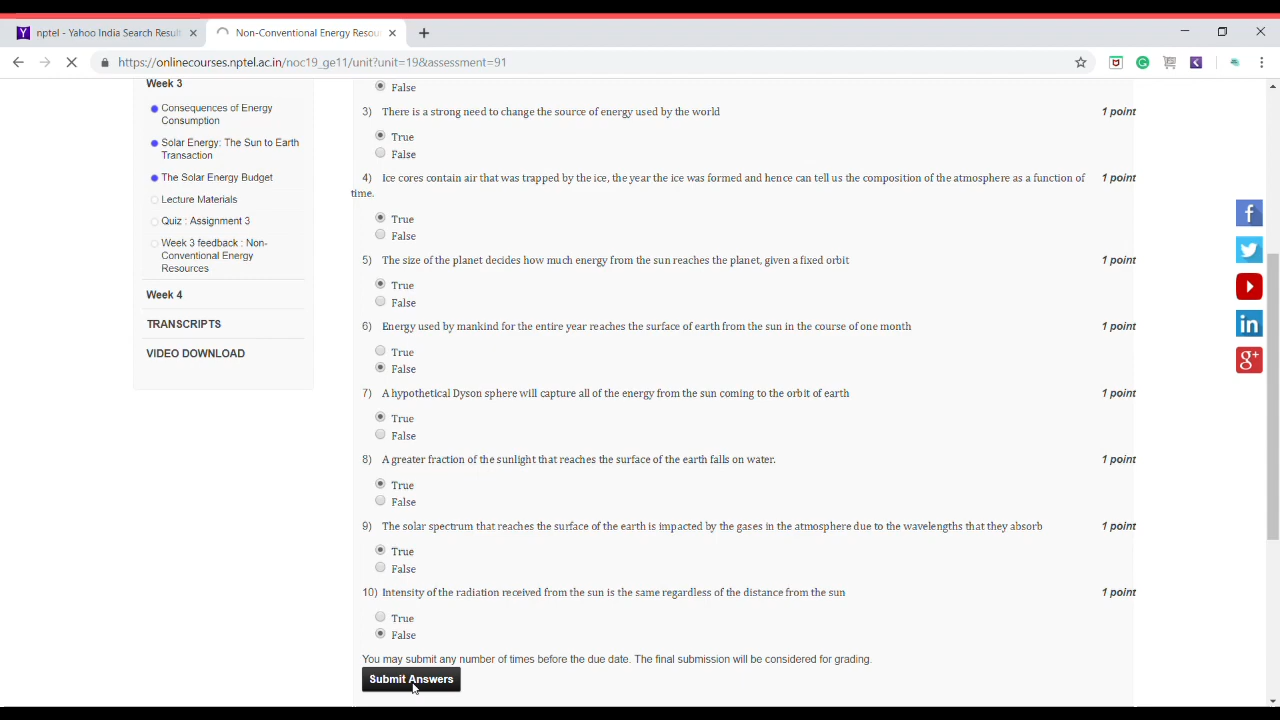 nptel - Yahoo India Search Result
Non-Conventional Energy Resou
https://onlinecourses.nptel.ac.in/noc19_ge11/unit?unit=19&assessment=91
Week 3
Consequences of Energy
Consumption
Solar Energy: The Sun to Earth
Transaction
The Solar Energy Budget
Lecture Materials
Quiz : Assignment 3
Week 3 feedback : Non-
Conventional Energy
Resources
Week 4
TRANSCRIPTS
VIDEO DOWNLOAD
False
3) There is a strong need to change the source of energy used by the world 1 point
True
False
4) Ice cores contain air that was trapped by the ice, the year the ice was formed and hence can tell us the composition of the atmosphere as a function of 1 point
time.
True
False
5) The size of the planet decides how much energy from the sun reaches the planet, given a fixed orbit 1 point
True
False
6) Energy used by mankind for the entire year reaches the surface of earth from the sun in the course of one month 1 point
True
False
7) A hypothetical Dyson sphere will capture all of the energy from the sun coming to the orbit of earth 1 point
True
False
8) A greater fraction of the sunlight that reaches the surface of the earth falls on water. 1 point
True
False
9) The solar spectrum that reaches the surface of the earth is impacted by the gases in the atmosphere due to the wavelengths that they absorb 1 point
True
False
10) Intensity of the radiation received from the sun is the same regardless of the distance from the sun 1 point
True
False
You may submit any number of times before the due date. The final submission will be considered for grading.
Submit Answers